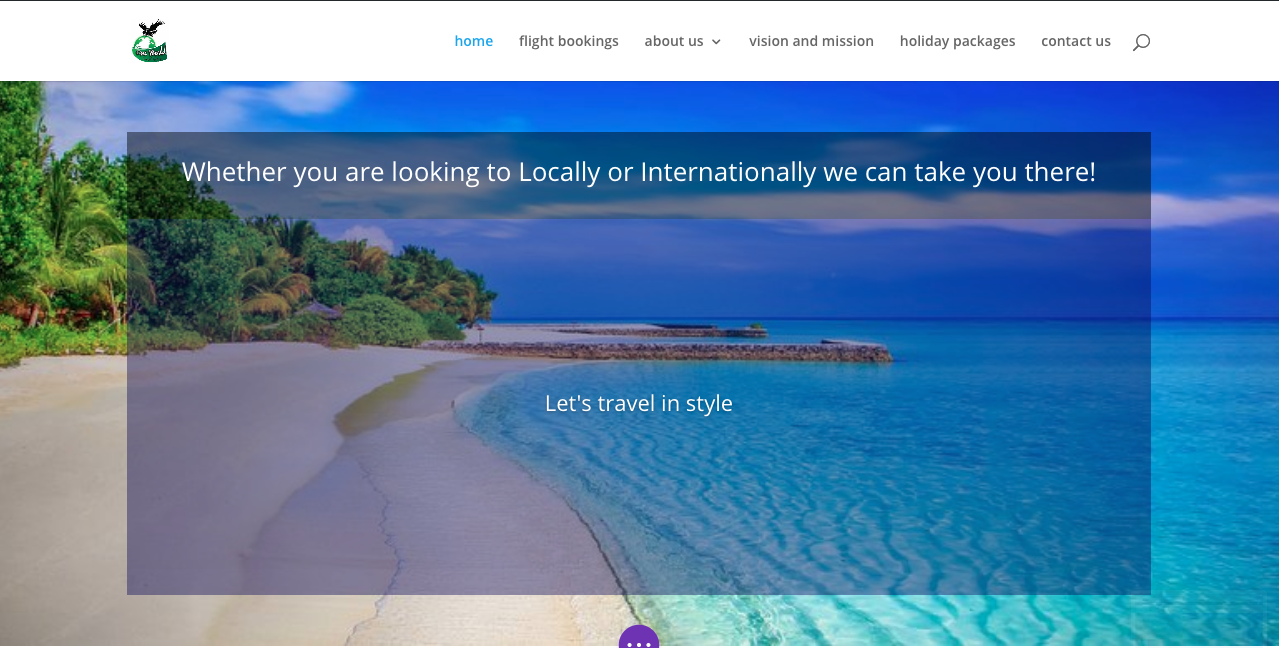 home
flight bookings
about us
vision and mission
holiday packages
contact us
Whether you are looking to Locally or Internationally we can take you there!
Let's travel in style